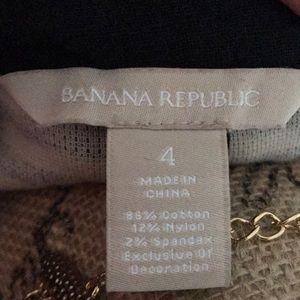 BANANA REPUBLIC
4
MADE IN
CHINA
86% Cotton
12% Nylon
2% Spandex
Exclusive Of
Decoration